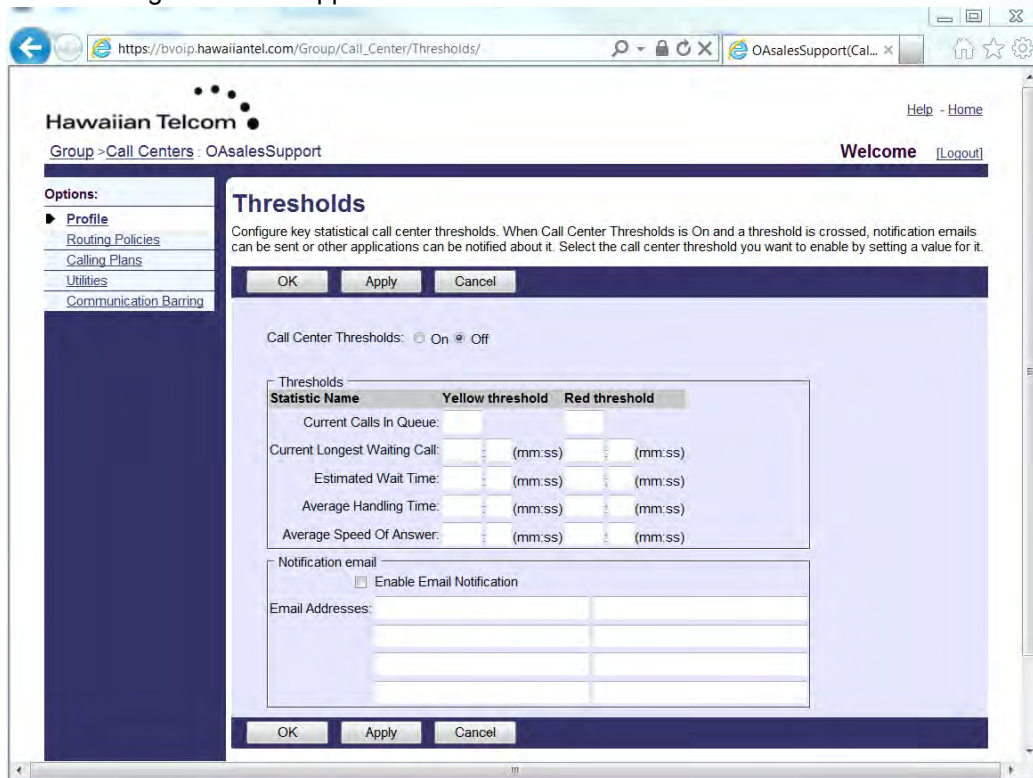 https://bvoip.hawaiiantel.com/Group/Call_Center/Thresholds/
OAsalesSupport(Cal...
Hawaiian Telcom
Help - Home
Group >Call Centers : OAsalesSupport
Welcome [Logout]
Options:
Profile
Routing Policies
Calling Plans
Utilities
Communication Barring
Thresholds
Configure key statistical call center thresholds. When Call Center Thresholds is On and a threshold is crossed, notification emails
can be sent or other applications can be notified about it. Select the call center threshold you want to enable by setting a value for it.
OK Apply Cancel
Call Center Thresholds: On Off
Thresholds
Statistic Name Yellow threshold Red threshold
Current Calls In Queue:
Current Longest Waiting Call: : (mm:ss) : (mm:ss)
Estimated Wait Time: : (mm:ss) : (mm:ss)
Average Handling Time: : (mm:ss) : (mm:ss)
Average Speed Of Answer: : (mm:ss) : (mm:ss)
Notification email
Enable Email Notification
Email Addresses:
OK Apply Cancel